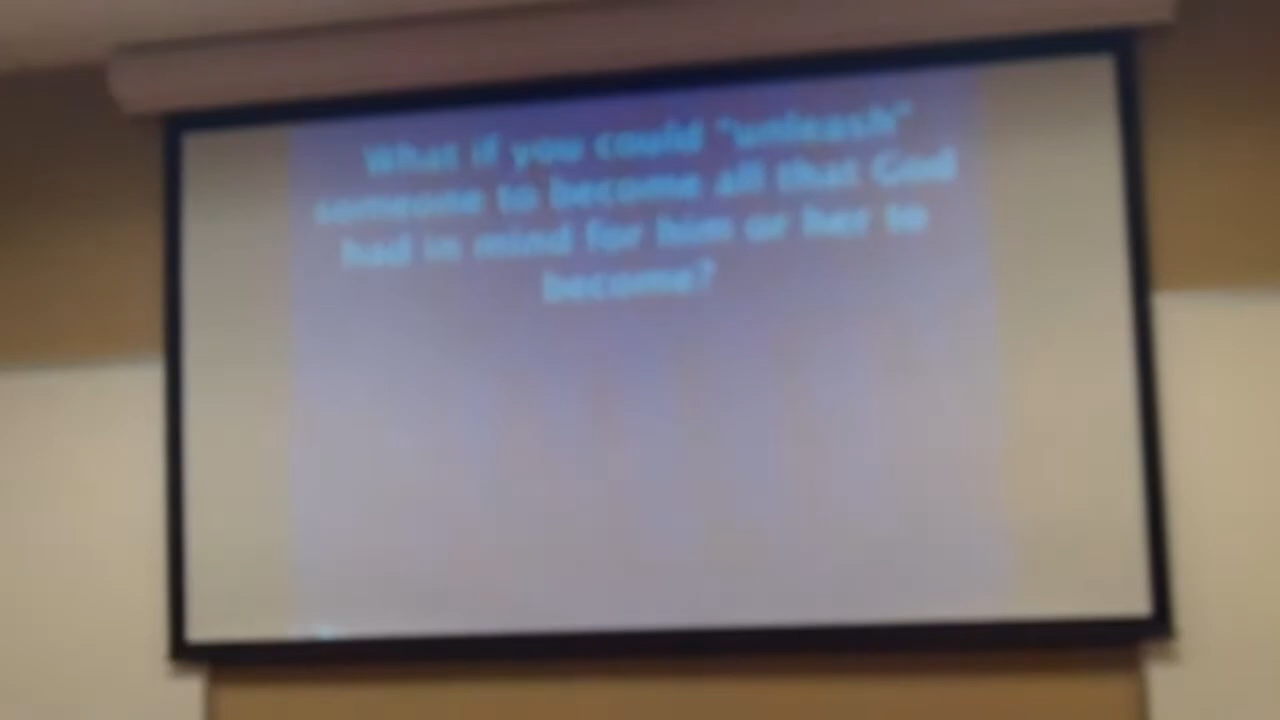 What if you could "unleash"
someone to become all that God
had in mind for him or her to
become?